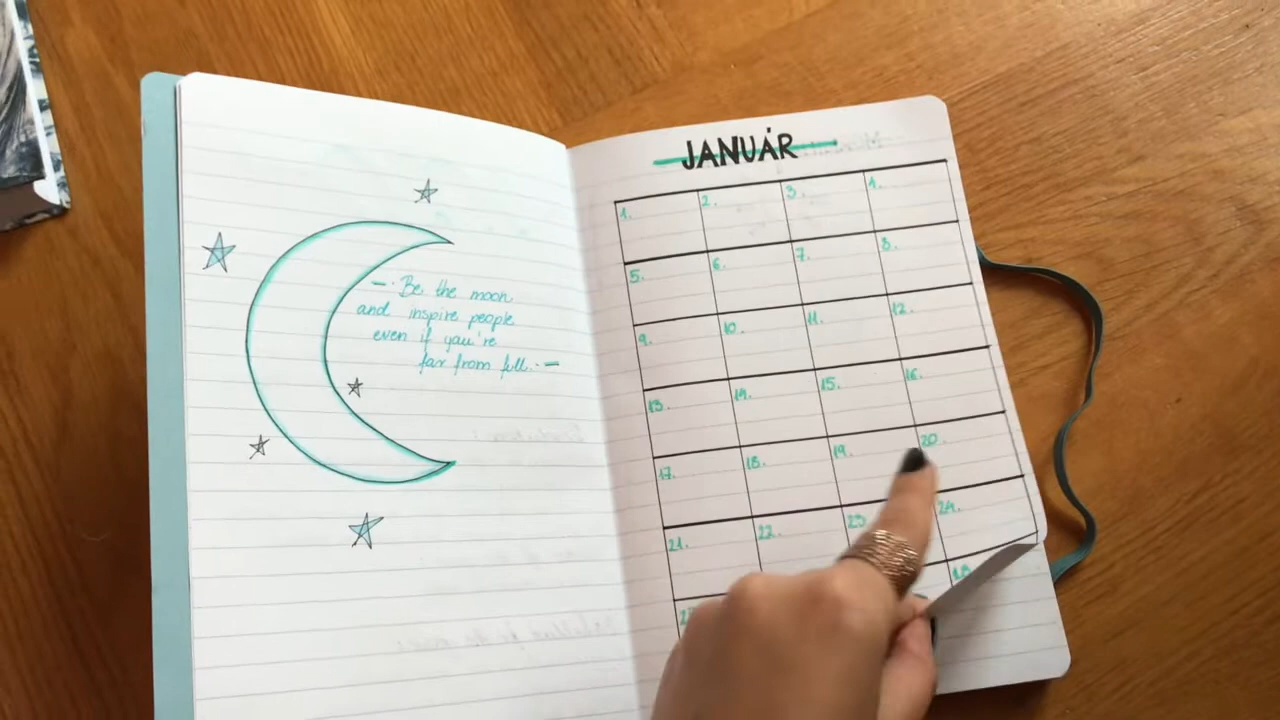 -· Be the moon
and inspire people
even if you're
far from full.·-
JANUÁR
1. 2. 3. 4.
5. 6. 7. 8.
9. 10. 11. 12.
13. 14. 15. 16.
17. 18. 19. 20.
21. 22. 23. 24.